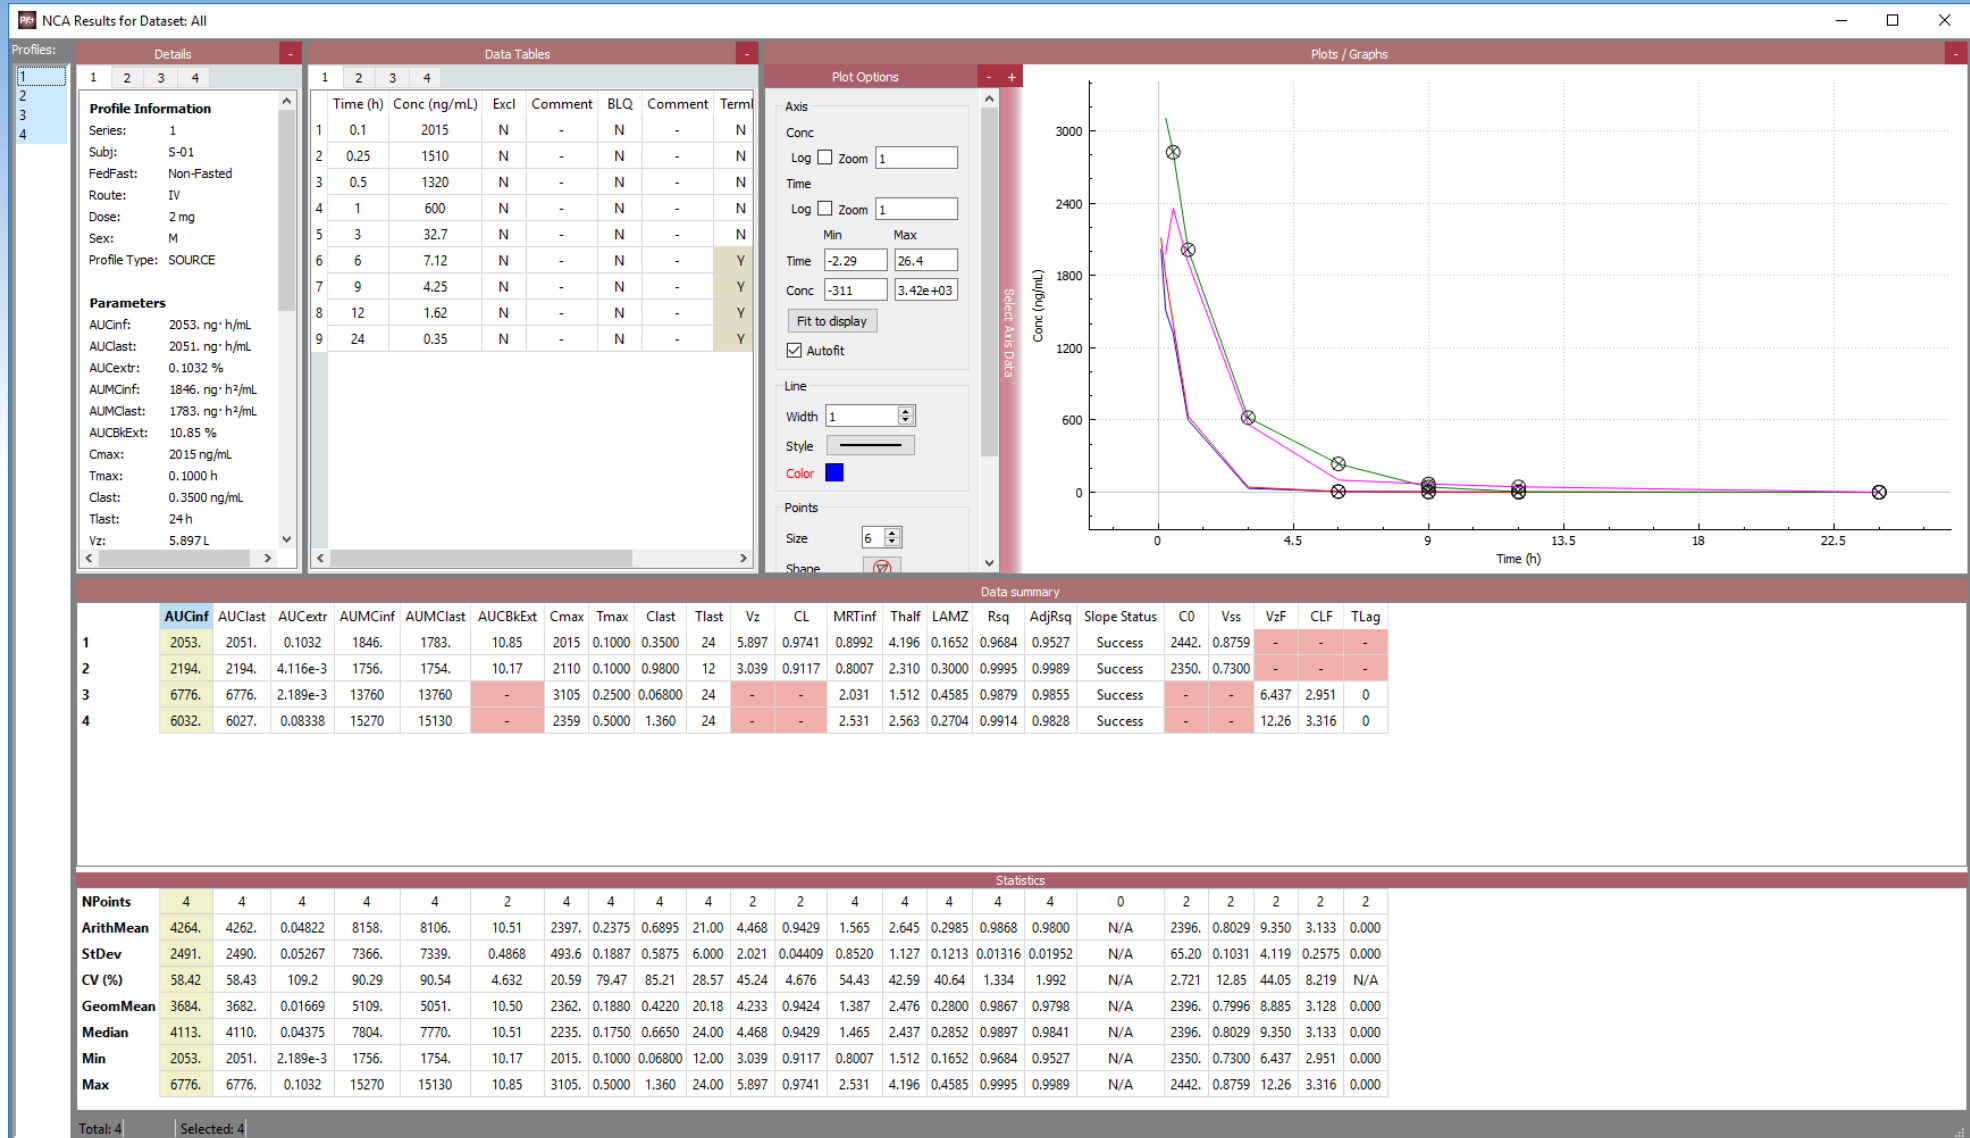 PK+ NCA Results for Dataset: All
Profiles:
1
2
3
4
Details -
1 2 3 4
Profile Information
Series: 1
Subj: S-01
FedFast: Non-Fasted
Route: IV
Dose: 2 mg
Sex: M
Profile Type: SOURCE
Parameters
AUCinf: 2053. ng· h/mL
AUClast: 2051. ng· h/mL
AUCextr: 0.1032 %
AUMCinf: 1846. ng· h²/mL
AUMClast: 1783. ng· h²/mL
AUCBkExt: 10.85 %
Cmax: 2015 ng/mL
Tmax: 0.1000 h
Clast: 0.3500 ng/mL
Tlast: 24 h
Vz: 5.897 L
Data Tables -
1 2 3 4
Time (h) Conc (ng/mL) Excl Comment BLQ Comment Terml
1 0.1 2015 N - N - N
2 0.25 1510 N - N - N
3 0.5 1320 N - N - N
4 1 600 N - N - N
5 3 32.7 N - N - N
6 6 7.12 N - N - Y
7 9 4.25 N - N - Y
8 12 1.62 N - N - Y
9 24 0.35 N - N - Y
Plot Options - +
Axis
Conc
Log Zoom 1
Time
Log Zoom 1
Min Max
Time -2.29 26.4
Conc -311 3.42e+03
Fit to display
Autofit
Line
Width 1
Style
Color
Points
Size 6
Shape
Select Axis Data
Plots / Graphs -
3000
2400
1800
1200
600
0
Conc (ng/mL)
0 4.5 9 13.5 18 22.5
Time (h)
Data summary
AUCinf AUClast AUCextr AUMCinf AUMClast AUCBkExt Cmax Tmax Clast Tlast Vz CL MRTinf Thalf LAMZ Rsq AdjRsq Slope Status C0 Vss VzF CLF TLag
1 2053. 2051. 0.1032 1846. 1783. 10.85 2015 0.1000 0.3500 24 5.897 0.9741 0.8992 4.196 0.1652 0.9684 0.9527 Success 2442. 0.8759 - - -
2 2194. 2194. 4.116e-3 1756. 1754. 10.17 2110 0.1000 0.9800 12 3.039 0.9117 0.8007 2.310 0.3000 0.9995 0.9989 Success 2350. 0.7300 - - -
3 6776. 6776. 2.189e-3 13760 13760 - 3105 0.2500 0.06800 24 - - 2.031 1.512 0.4585 0.9879 0.9855 Success - - 6.437 2.951 0
4 6032. 6027. 0.08338 15270 15130 - 2359 0.5000 1.360 24 - - 2.531 2.563 0.2704 0.9914 0.9828 Success - - 12.26 3.316 0
Statistics
NPoints 4 4 4 4 4 2 4 4 4 4 2 2 4 4 4 4 4 0 2 2 2 2 2
ArithMean 4264. 4262. 0.04822 8158. 8106. 10.51 2397. 0.2375 0.6895 21.00 4.468 0.9429 1.565 2.645 0.2985 0.9868 0.9800 N/A 2396. 0.8029 9.350 3.133 0.000
StDev 2491. 2490. 0.05267 7366. 7339. 0.4868 493.6 0.1887 0.5875 6.000 2.021 0.04409 0.8520 1.127 0.1213 0.01316 0.01952 N/A 65.20 0.1031 4.119 0.2575 0.000
CV (%) 58.42 58.43 109.2 90.29 90.54 4.632 20.59 79.47 85.21 28.57 45.24 4.676 54.43 42.59 40.64 1.334 1.992 N/A 2.721 12.85 44.05 8.219 N/A
GeomMean 3684. 3682. 0.01669 5109. 5051. 10.50 2362. 0.1880 0.4220 20.18 4.233 0.9424 1.387 2.476 0.2800 0.9867 0.9798 N/A 2396. 0.7996 8.885 3.128 0.000
Median 4113. 4110. 0.04375 7804. 7770. 10.51 2235. 0.1750 0.6650 24.00 4.468 0.9429 1.465 2.437 0.2852 0.9897 0.9841 N/A 2396. 0.8029 9.350 3.133 0.000
Min 2053. 2051. 2.189e-3 1756. 1754. 10.17 2015. 0.1000 0.06800 12.00 3.039 0.9117 0.8007 1.512 0.1652 0.9684 0.9527 N/A 2350. 0.7300 6.437 2.951 0.000
Max 6776. 6776. 0.1032 15270 15130 10.85 3105. 0.5000 1.360 24.00 5.897 0.9741 2.531 4.196 0.4585 0.9995 0.9989 N/A 2442. 0.8759 12.26 3.316 0.000
Total: 4 Selected: 4